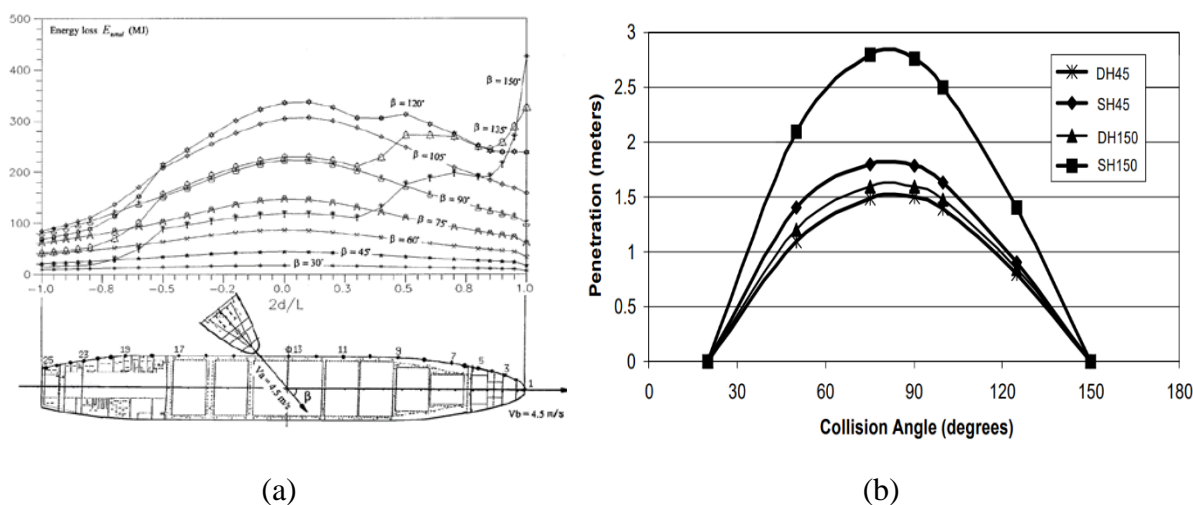 500
Energy loss E_total (MJ)
400
300
200
100
0
β = 150°
β = 120°
β = 135°
β = 105°
β = 90°
β = 75°
β = 60°
β = 45°
β = 30°
-1.0 -0.8 -0.5 -0.3 0.0 0.3 0.5 0.8 1.0
2d/L
25 23 19 17 13 11 9 7 5 3 1
Va = 4.5 m/s
β
Vb = 4.5 m/s
(a)
3
2.5
2
1.5
1
0.5
0
Penetration (meters)
DH45
SH45
DH150
SH150
0 30 60 90 120 150 180
Collision Angle (degrees)
(b)